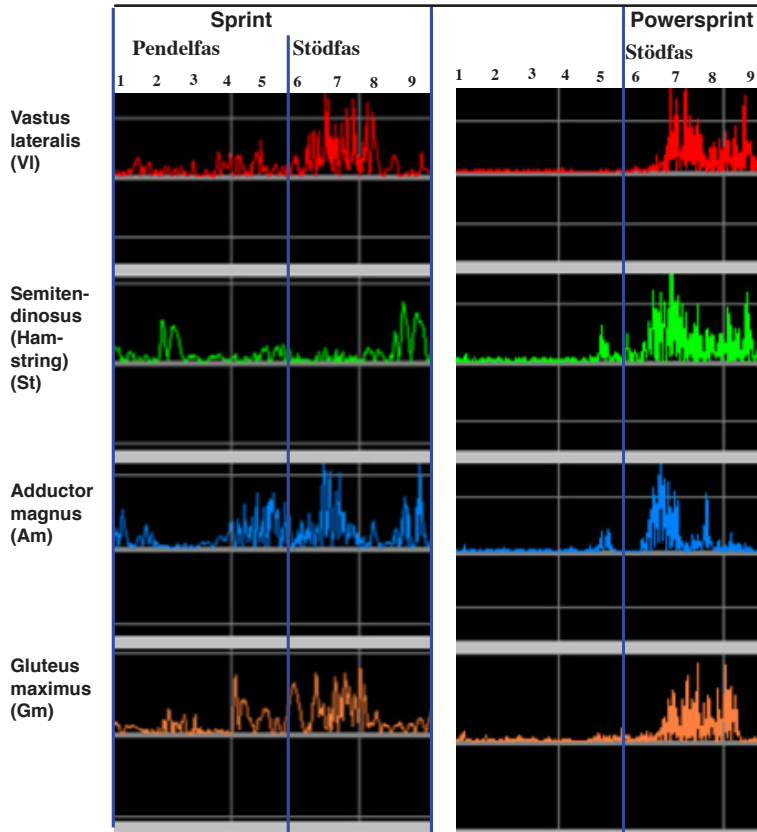 Sprint
Powersprint
Pendelfas
Stödfas
Stödfas
1 2 3 4 5 6 7 8 9
1 2 3 4 5 6 7 8 9
Vastus
lateralis
(Vl)
Semiten-
dinosus
(Ham-
string)
(St)
Adductor
magnus
(Am)
Gluteus
maximus
(Gm)